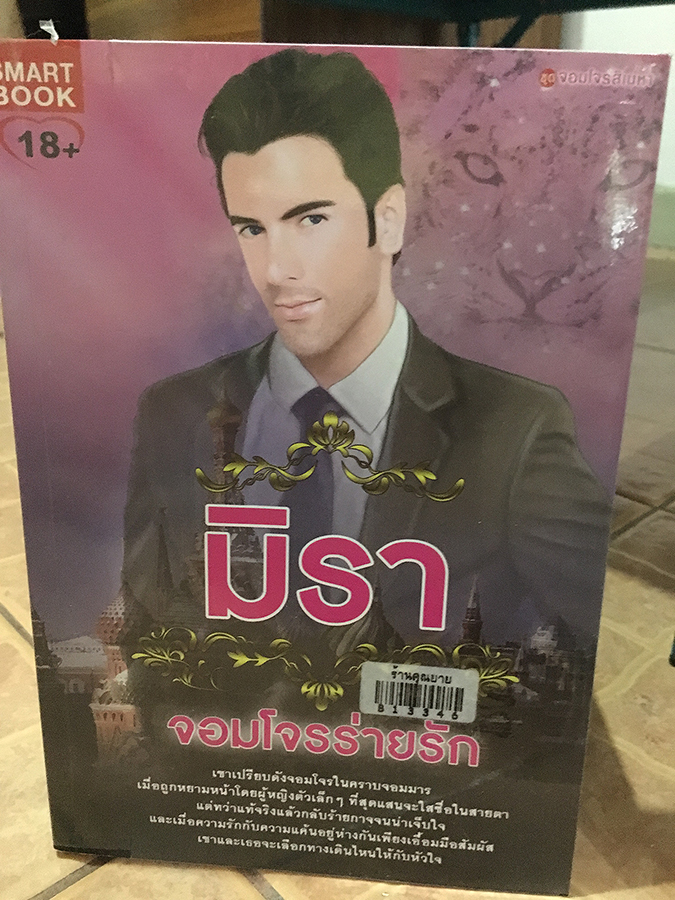 SMART
BOOK
18+
ชุด จอมโจรเสน่หา
มิรา
ร้านคุณยาย
813346
จอมโจรร่ายรัก
เขาเปรียบดังจอมโจรในคราบจอมมาร
เมื่อถูกหยามหน้าโดยผู้หญิงตัวเล็กๆ ที่สุดแสนจะใสซื่อในสายตา
แต่ทว่าแท้จริงแล้วกลับร้ายกาจจนน่าเจ็บใจ
และเมื่อความรักกับความแค้นอยู่ห่างกันเพียงเอื้อมมือสัมผัส
เขาและเธอจะเลือกทางเดินไหนให้กับหัวใจ